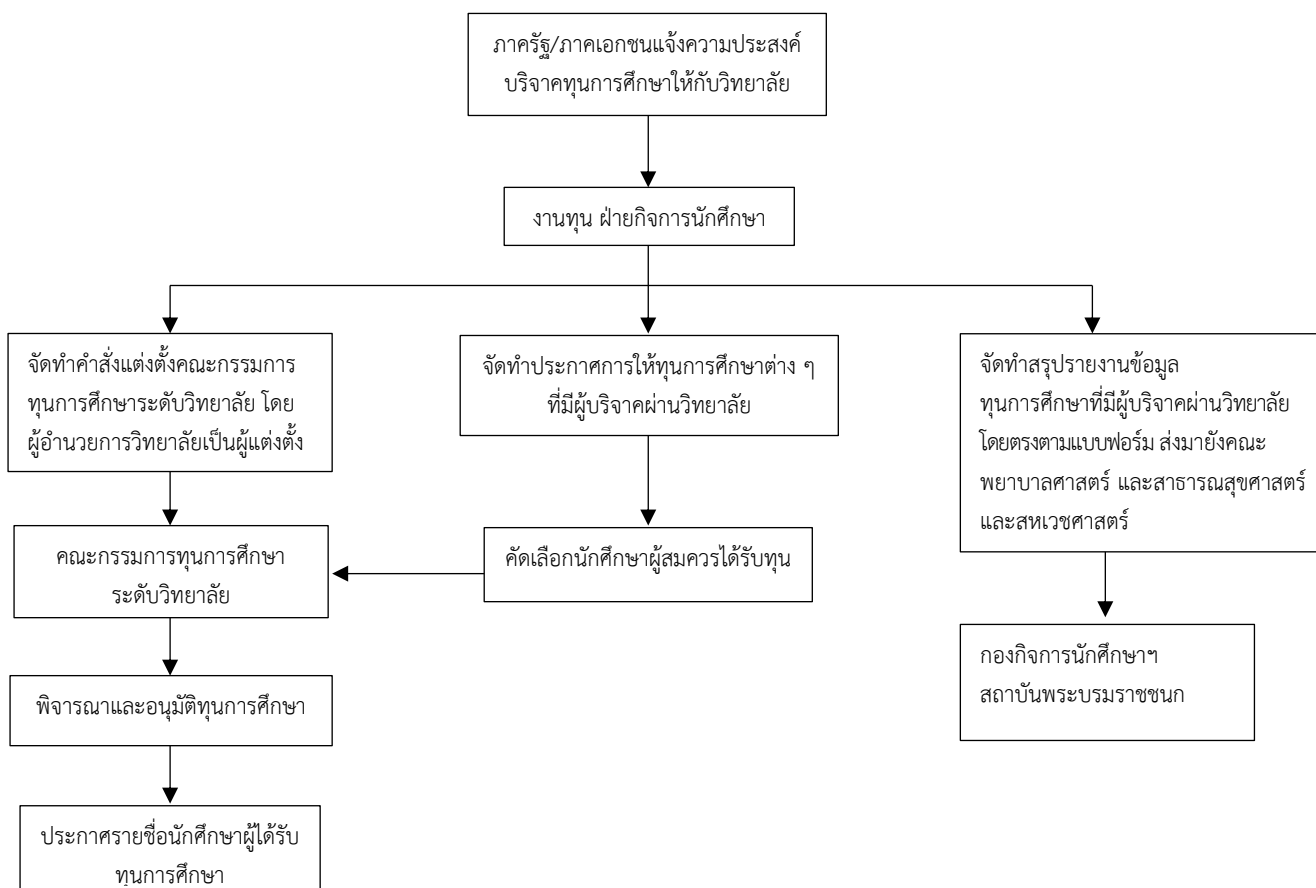 ภาครัฐ/ภาคเอกชนแจ้งความประสงค์
บริจาคทุนการศึกษาให้กับวิทยาลัย
งานทุน ฝ่ายกิจการนักศึกษา
จัดทำคำสั่งแต่งตั้งคณะกรรมการ
ทุนการศึกษาระดับวิทยาลัย โดย
ผู้อำนวยการวิทยาลัยเป็นผู้แต่งตั้ง
จัดทำประกาศการให้ทุนการศึกษาต่าง ๆ
ที่มีผู้บริจาคผ่านวิทยาลัย
จัดทำสรุปรายงานข้อมูล
ทุนการศึกษาที่มีผู้บริจาคผ่านวิทยาลัย
โดยตรงตามแบบฟอร์ม ส่งมายังคณะ
พยาบาลศาสตร์ และสาธารณสุขศาสตร์
และสหเวชศาสตร์
คณะกรรมการทุนการศึกษา
ระดับวิทยาลัย
คัดเลือกนักศึกษาผู้สมควรได้รับทุน
กองกิจการนักศึกษาฯ
สถาบันพระบรมราชชนก
พิจารณาและอนุมัติทุนการศึกษา
ประกาศรายชื่อนักศึกษาผู้ได้รับ
ทุนการศึกษา